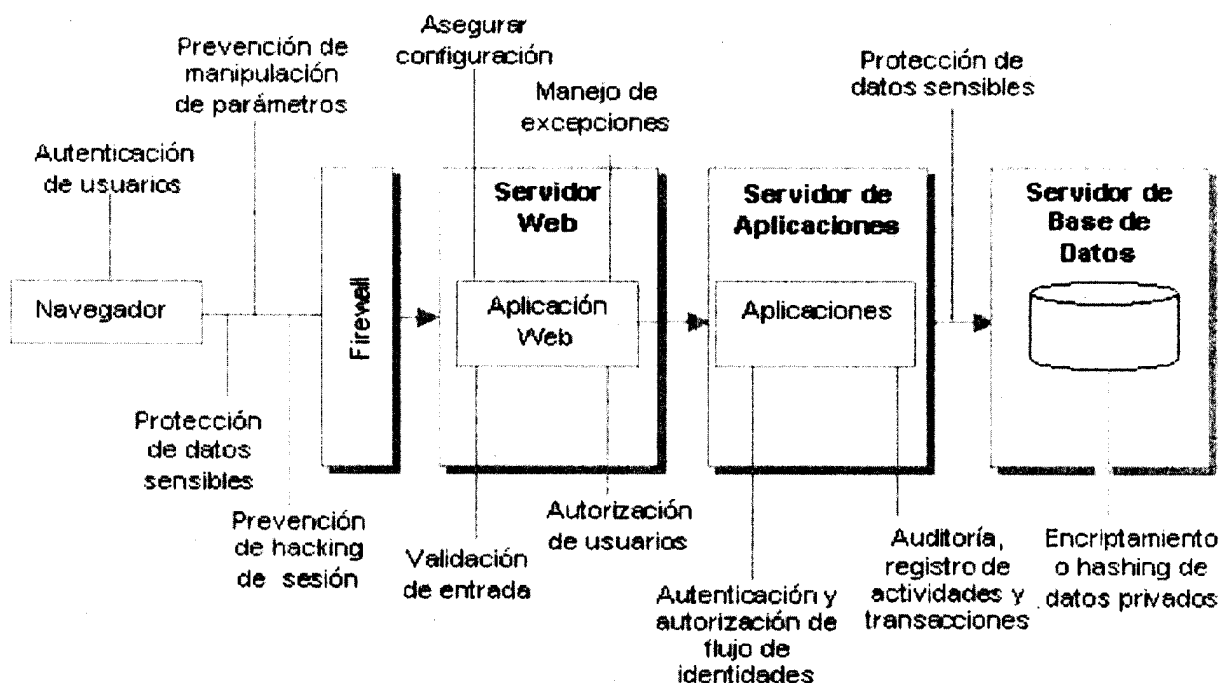 Asegurar
configuración
Prevención de
manipulación
de parámetros
Protección de
datos sensibles
Manejo de
excepciones
Autenticación
de usuarios
Servidor
Web
Servidor de
Aplicaciones
Servidor de
Base de
Datos
Navegador
Firewall
Aplicación
Web
Aplicaciones
Protección
de datos
sensibles
Prevención
de hacking
de sesión
Validación
de entrada
Autorización
de usuarios
Autenticación y
autorización de
flujo de
identidades
Auditoría,
registro de
actividades y
transacciones
Encriptamiento
o hashing de
datos privados